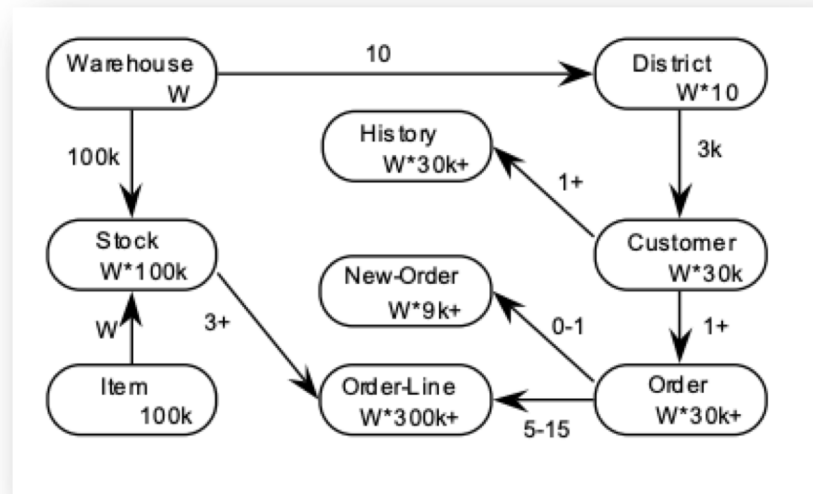 Warehouse
W
10
District
W*10
100k
History
W*30k+
1+
3k
Stock
W*100k
New-Order
W*9k+
Customer
W*30k
W
3+
0-1
1+
Item
100k
Order-Line
W*300k+
5-15
Order
W*30k+